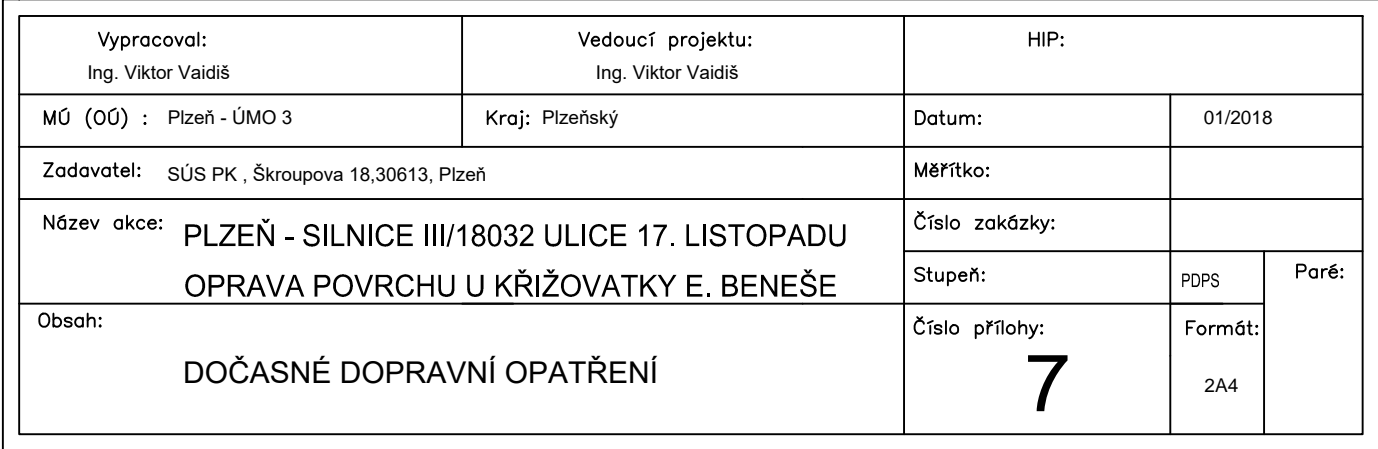 Vypracoval:
Ing. Viktor Vaidiš
Vedoucí projektu:
Ing. Viktor Vaidiš
HIP:
MÚ (OÚ) : Plzeň - ÚMO 3
Kraj: Plzeňský
Datum: 01/2018
Zadavatel: SÚS PK , Škroupova 18,30613, Plzeň
Měřítko:
Název akce: PLZEŇ - SILNICE III/18032 ULICE 17. LISTOPADU
OPRAVA POVRCHU U KŘIŽOVATKY E. BENEŠE
Číslo zakázky:
Stupeň: PDPS
Paré:
Obsah:
DOČASNÉ DOPRAVNÍ OPATŘENÍ
Číslo přílohy:
7
Formát:
2A4